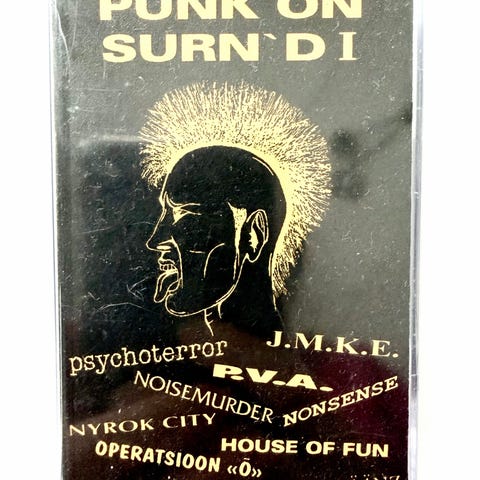 PUNK ON
SURN`D I
J.M.K.E.
psychoterror
P.V.A.
NOISEMURDER
NONSENSE
NYROK CITY
HOUSE OF FUN
OPERATSIOON «Õ»